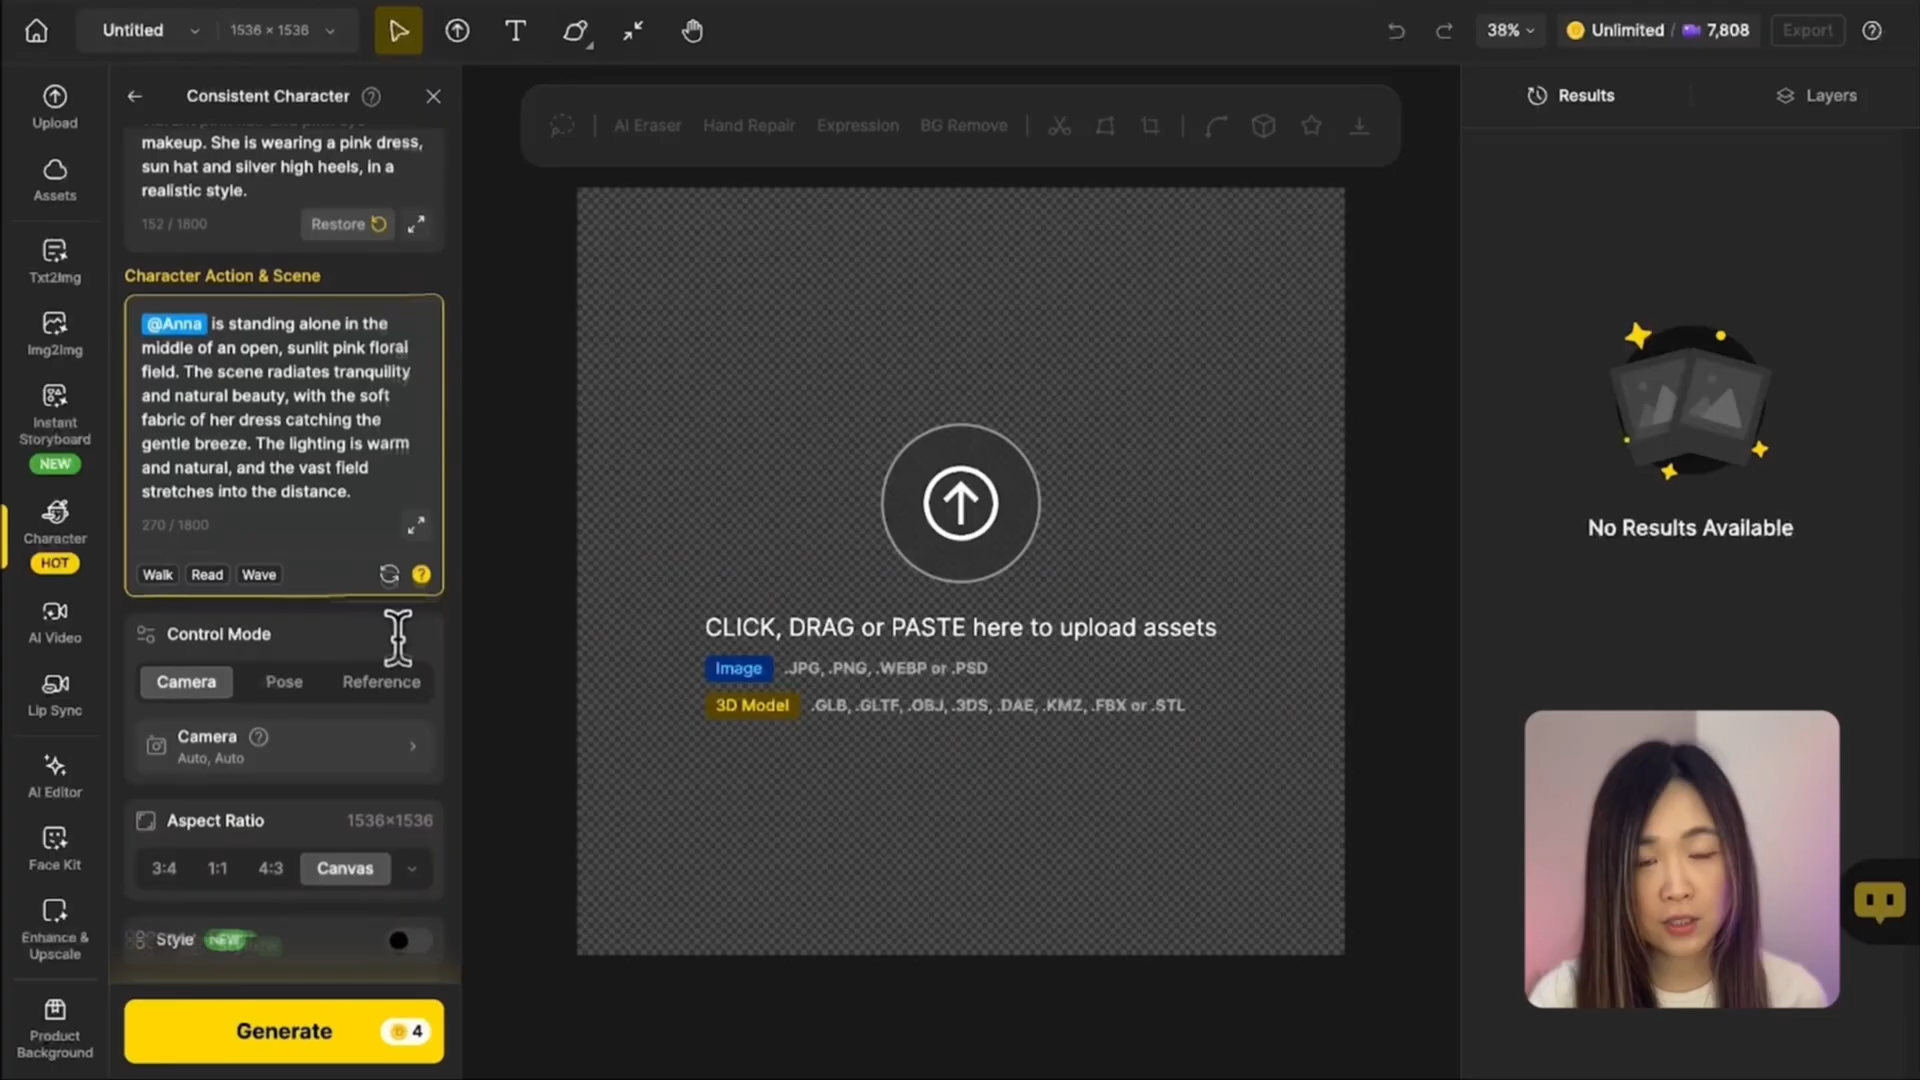 Untitled
1536 × 1536
38%
Unlimited / 7,808
Export
Upload
Assets
Txt2Img
Img2Img
Instant
Storyboard
NEW
Character
HOT
AI Video
Lip Sync
AI Editor
Face Kit
Enhance &
Upscale
Product
Background
Consistent Character
makeup. She is wearing a pink dress,
sun hat and silver high heels, in a
realistic style.
152 / 1800
Restore
Character Action & Scene
@Anna is standing alone in the
middle of an open, sunlit pink floral
field. The scene radiates tranquility
and natural beauty, with the soft
fabric of her dress catching the
gentle breeze. The lighting is warm
and natural, and the vast field
stretches into the distance.
270 / 1800
Walk
Read
Wave
Control Mode
Camera
Pose
Reference
Camera
Auto, Auto
Aspect Ratio
1536×1536
3:4
1:1
4:3
Canvas
Style
NEW
Generate
4
AI Eraser
Hand Repair
Expression
BG Remove
CLICK, DRAG or PASTE here to upload assets
Image .JPG, .PNG, .WEBP or .PSD
3D Model .GLB, .GLTF, .OBJ, .3DS, .DAE, .KMZ, .FBX or .STL
Results
Layers
No Results Available